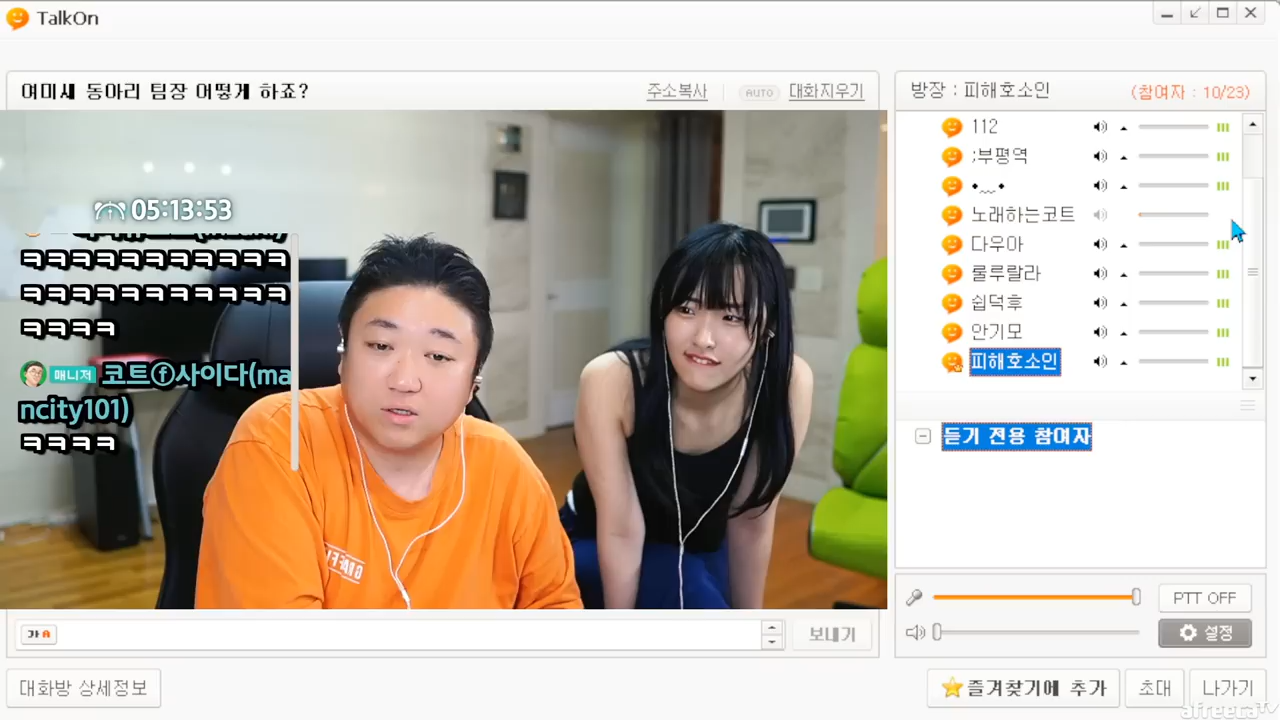 TalkOn
여미새 동아리 팀장 어떻게 하죠?
주소복사
AUTO
대화지우기
05:13:53
ㅋㅋㅋㅋㅋㅋㅋㅋㅋㅋㅋ
ㅋㅋㅋㅋㅋㅋㅋㅋㅋㅋㅋ
ㅋㅋㅋㅋ
매니저 코트ⓕ사이다(ma
ncity101)
ㅋㅋㅋㅋ
방장 : 피해호소인
(참여자 : 10/23)
112
;부평역
•﹏•
노래하는코트
다우아
룰루랄라
쉽덕후
안기모
피해호소인
듣기 전용 참여자
PTT OFF
설정
가A
보내기
대화방 상세정보
즐겨찾기에 추가
초대
나가기
afreecaTV